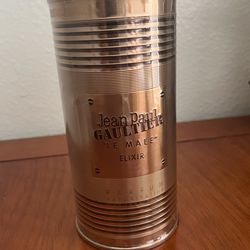 Jean Paul
GAULTIER
"LE MALE"
ELIXIR